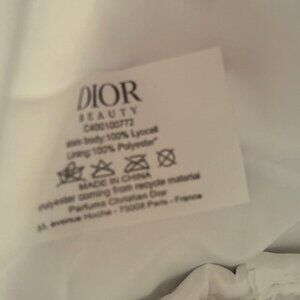 DIOR
BEAUTY
C400100772
body:100% Lyocell
Lining:100% Polyester*
MADE IN CHINA
polyester coming from recycle material
Parfums Christian Dior
33, avenue Hoche - 75008 Paris - France